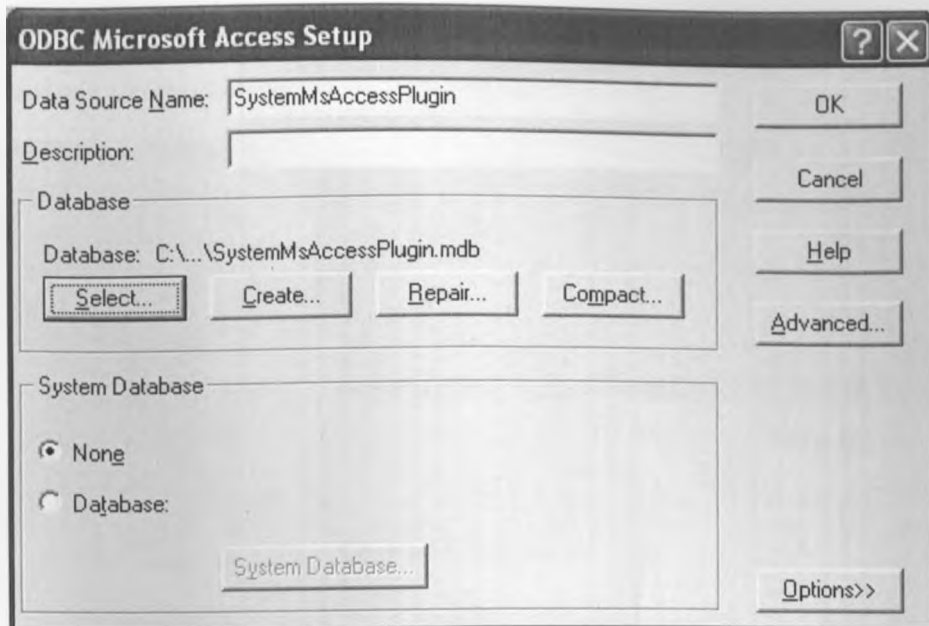 ODBC Microsoft Access Setup
Data Source Name: SystemMsAccessPlugin
Description:
OK
Cancel
Help
Advanced...
Database
Database: C:\...\SystemMsAccessPlugin.mdb
Select... Create... Repair... Compact...
System Database
None
Database:
System Database...
Options>>